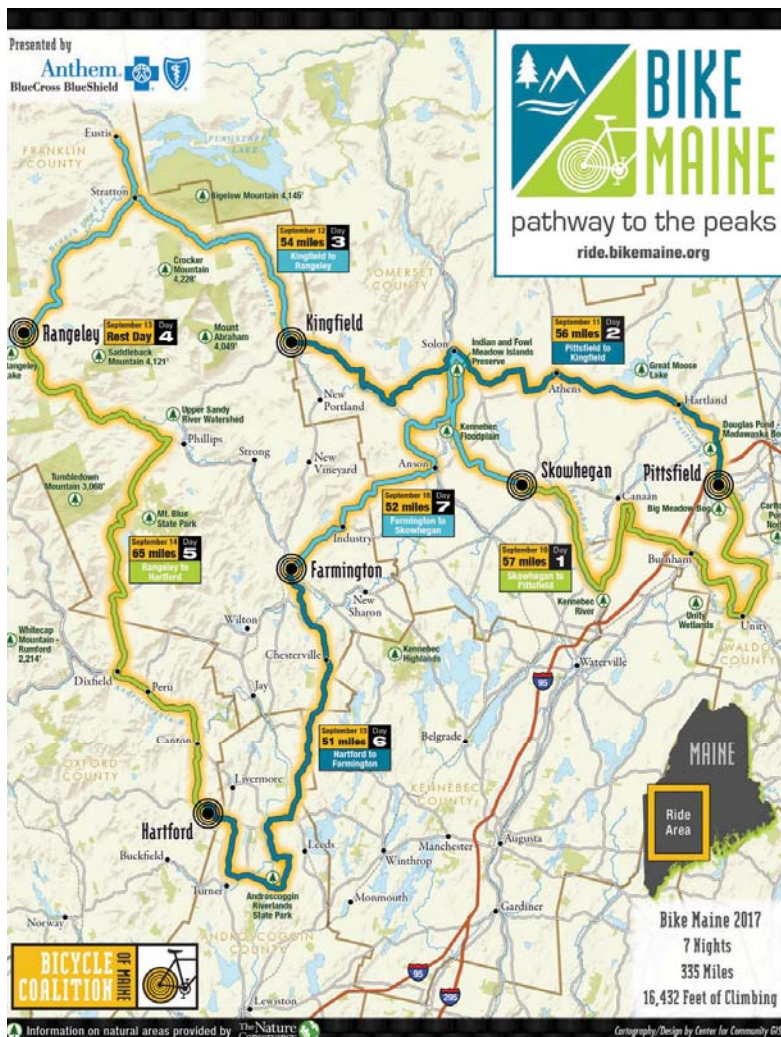 Presented by
Anthem
BlueCross BlueShield
BIKE
MAINE
pathway to the peaks
ride.bikemaine.org
Eustis
FLAGSTAFF
LAKE
FRANKLIN
COUNTY
Stratton
Bigelow Mountain 4,145'
September 12
54 miles
Day
3
Kingfield to
Rangeley
SOMERSET
COUNTY
Crocker
Mountain
4,228'
Rangeley
September 13
Rest Day
Day
4
Mount
Abraham
4,049'
Kingfield
Saddleback
Mountain 4,121'
Rangeley
Lake
September 11
56 miles
Day
2
Pittsfield to
Kingfield
Solon
Indian and Fowl
Meadow Islands
Preserve
Athens
Great Moose
Lake
Hartland
New
Portland
Upper Sandy
River Watershed
Phillips
Strong
New
Vineyard
Kennebec
Floodplain
Anson
Douglas Pond -
Madawaska Bo
Skowhegan
Pittsfield
Canaan
Big Meadow Bog
Tumbledown
Mountain 3,068'
Mt. Blue
State Park
September 16
52 miles
Day
7
Farmington to
Skowhegan
Industry
September 14
65 miles
Day
5
Rangeley to
Hartford
September 10
57 miles
Day
1
Skowhegan to
Pittsfield
Burnham
Farmington
New
Sharon
Kennebec
River
Unity
Wetlands
Unity
WALDO
COUNTY
Wilton
Whitecap
Mountain -
Rumford
2,214'
Chesterville
Kennebec
Highlands
Waterville
95
Dixfield
Peru
Jay
September 15
51 miles
Day
6
Hartford to
Farmington
Belgrade
Canton
OXFORD
COUNTY
KENNEBEC
COUNTY
Livermore
MAINE
Ride
Area
Hartford
Buckfield
Leeds
Winthrop
Manchester
Augusta
Turner
Androscoggin
Riverlands
State Park
Monmouth
Gardiner
Norway
ANDROSCOGGIN
COUNTY
Bike Maine 2017
7 Nights
335 Miles
16,432 Feet of Climbing
BICYCLE
COALITION
OF MAINE
95
295
Lewiston
Information on natural areas provided by The Nature
Conservancy
Cartography/Design by Center for Community GIS